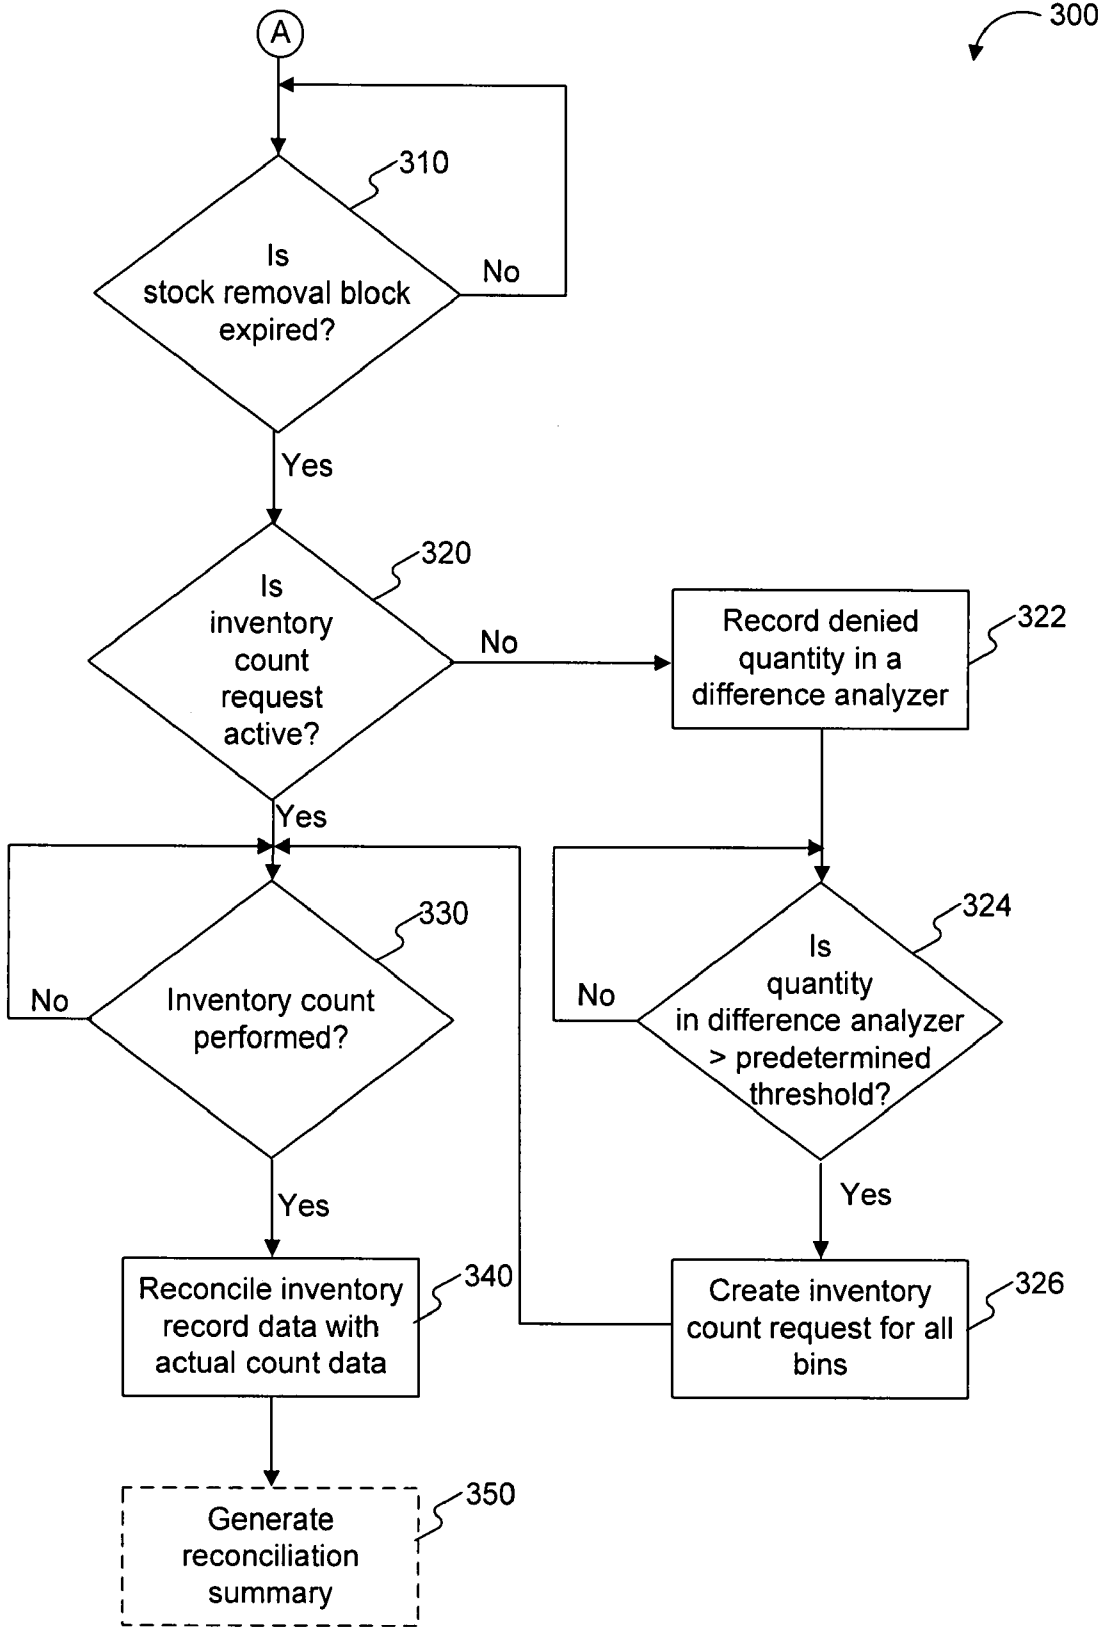 A
300
310
Is
stock removal block
expired?
No
Yes
320
Is
inventory
count
request
active?
No
Record denied
quantity in a
difference analyzer
322
Yes
330
Inventory count
performed?
No
324
Is
quantity
in difference analyzer
> predetermined
threshold?
No
Yes
Yes
Reconcile inventory
record data with
actual count data
340
Create inventory
count request for all
bins
326
Generate
reconciliation
summary
350